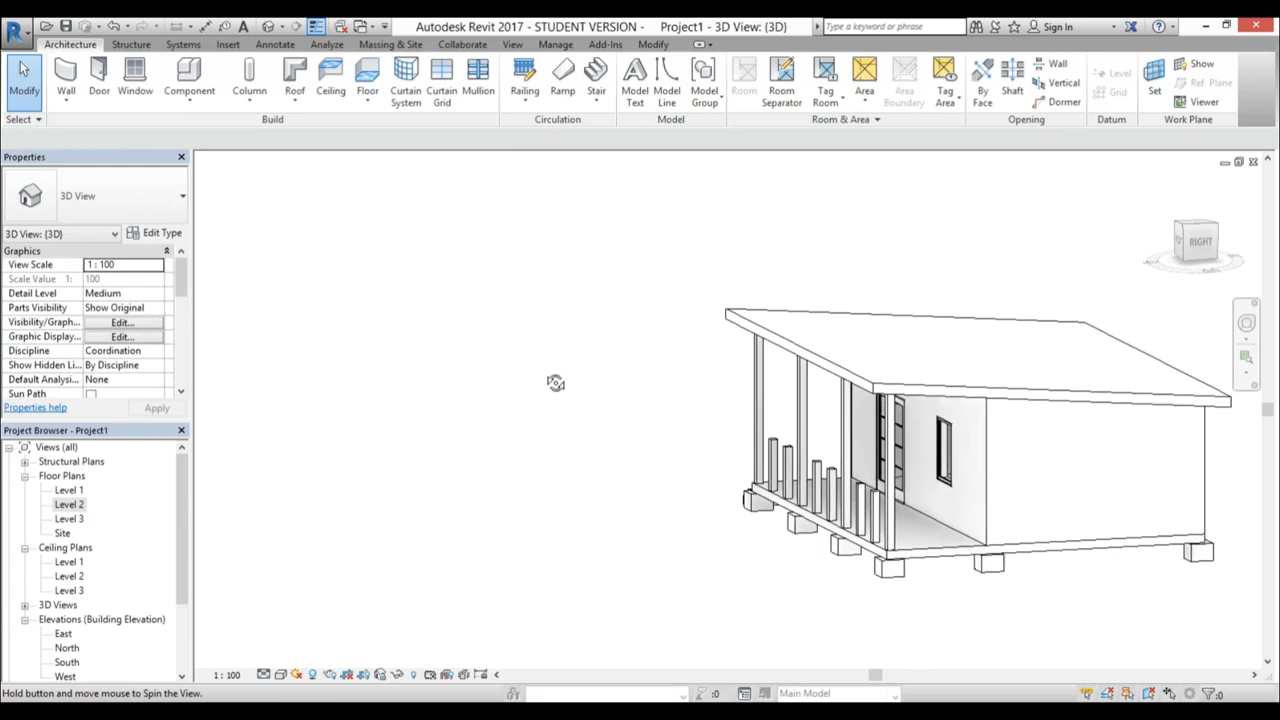 Autodesk Revit 2017 - STUDENT VERSION - Project1 - 3D View: {3D}
Type a keyword or phrase
Sign In
Architecture Structure Systems Insert Annotate Analyze Massing & Site Collaborate View Manage Add-Ins Modify
Modify Wall Door Window Component Column Roof Ceiling Floor Curtain System Curtain Grid Mullion Railing Ramp Stair Model Text Model Line Model Group Room Room Separator Tag Room Area Area Boundary Tag Area By Face Shaft Wall Vertical Dormer Level Grid Set Show Ref Plane Viewer
Select Build Circulation Model Room & Area Opening Datum Work Plane
Properties
3D View
3D View: {3D} Edit Type
Graphics
View Scale 1 : 100
Scale Value 1: 100
Detail Level Medium
Parts Visibility Show Original
Visibility/Graph... Edit...
Graphic Display... Edit...
Discipline Coordination
Show Hidden Li... By Discipline
Default Analysi... None
Sun Path
Properties help Apply
Project Browser - Project1
Views (all)
Structural Plans
Floor Plans
Level 1
Level 2
Level 3
Site
Ceiling Plans
Level 1
Level 2
Level 3
3D Views
Elevations (Building Elevation)
East
North
South
West
RIGHT
1 : 100
Hold button and move mouse to Spin the View.
:0
Main Model
:0